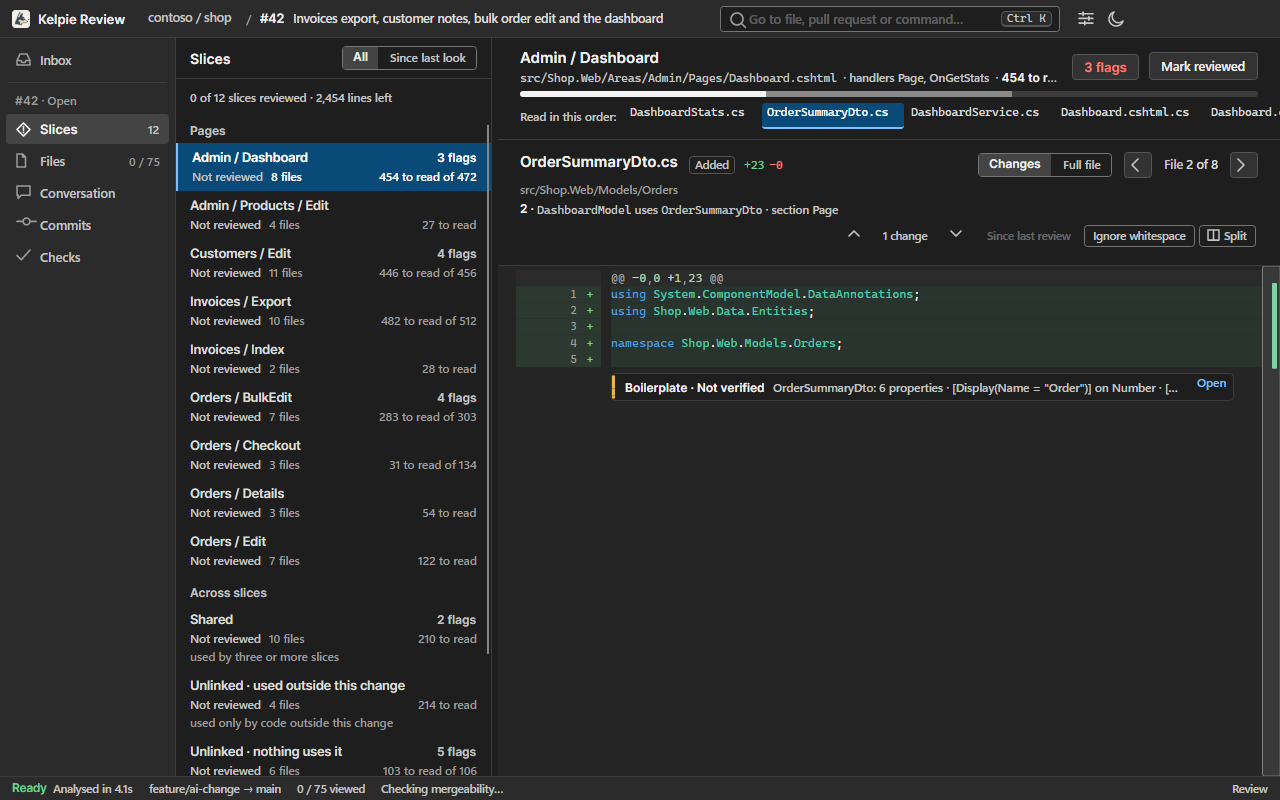 Kelpie Review
contoso / shop / #42 Invoices export, customer notes, bulk order edit and the dashboard
Go to file, pull request or command... Ctrl K
Inbox
#42 · Open
Slices 12
Files 0 / 75
Conversation
Commits
Checks
Slices All Since last look
0 of 12 slices reviewed · 2,454 lines left
Pages
Admin / Dashboard 3 flags
Not reviewed 8 files 454 to read of 472
Admin / Products / Edit
Not reviewed 4 files 27 to read
Customers / Edit 4 flags
Not reviewed 11 files 446 to read of 456
Invoices / Export
Not reviewed 10 files 482 to read of 512
Invoices / Index
Not reviewed 2 files 28 to read
Orders / BulkEdit 4 flags
Not reviewed 7 files 283 to read of 303
Orders / Checkout
Not reviewed 3 files 31 to read of 134
Orders / Details
Not reviewed 3 files 54 to read
Orders / Edit
Not reviewed 7 files 122 to read
Across slices
Shared 2 flags
Not reviewed 10 files 210 to read
used by three or more slices
Unlinked · used outside this change
Not reviewed 4 files 214 to read
used only by code outside this change
Unlinked · nothing uses it 5 flags
Not reviewed 6 files 103 to read of 106
Admin / Dashboard
src/Shop.Web/Areas/Admin/Pages/Dashboard.cshtml · handlers Page, OnGetStats · 454 to r...
3 flags Mark reviewed
Read in this order: DashboardStats.cs OrderSummaryDto.cs DashboardService.cs Dashboard.cshtml.cs Dashboard.c
OrderSummaryDto.cs Added +23 −0
Changes Full file File 2 of 8
src/Shop.Web/Models/Orders
2 · DashboardModel uses OrderSummaryDto · section Page
1 change Since last review Ignore whitespace Split
@@ −0,0 +1,23 @@
1 + using System.ComponentModel.DataAnnotations;
2 + using Shop.Web.Data.Entities;
3 +
4 + namespace Shop.Web.Models.Orders;
5 +
Boilerplate · Not verified OrderSummaryDto: 6 properties · [Display(Name = "Order")] on Number · [... Open
Ready Analysed in 4.1s feature/ai-change → main 0 / 75 viewed Checking mergeability... Review